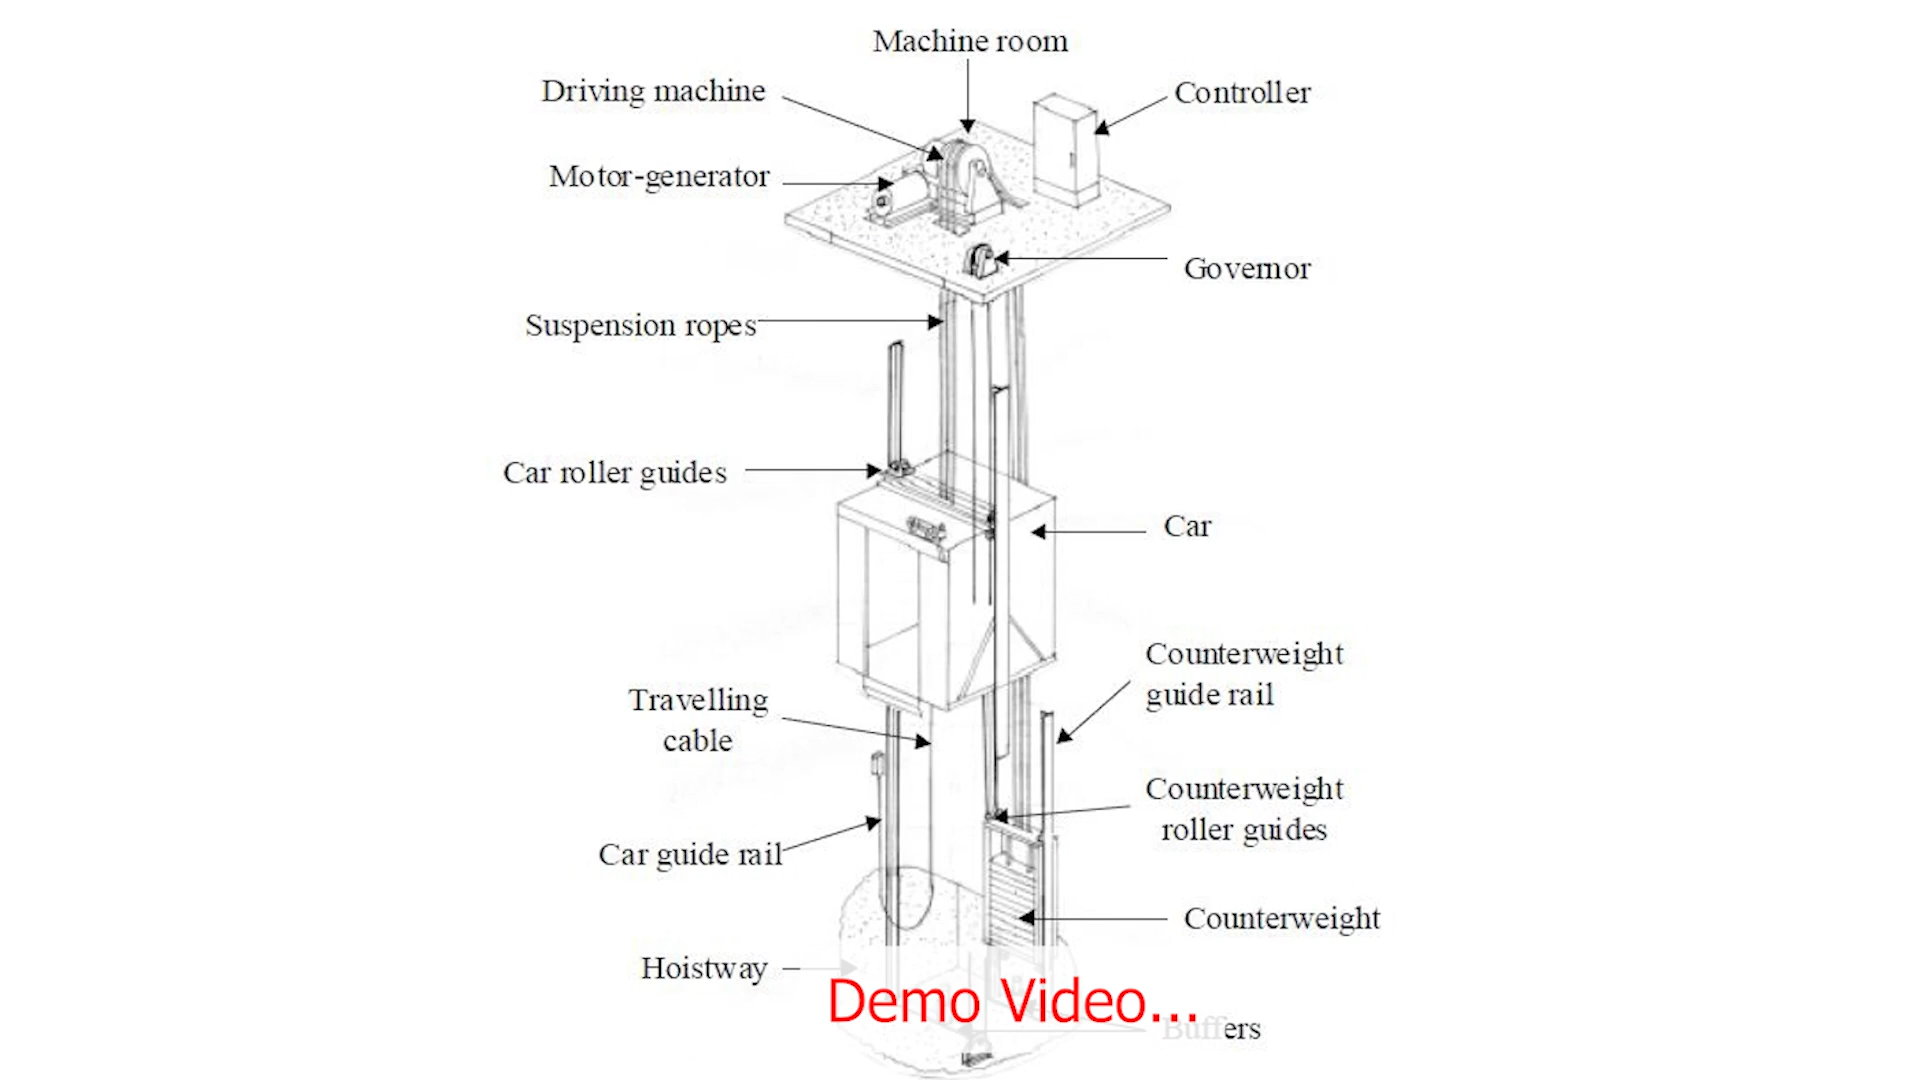 Machine room
Driving machine
Controller
Motor-generator
Governor
Suspension ropes
Car roller guides
Car
Counterweight
guide rail
Travelling
cable
Counterweight
roller guides
Car guide rail
Counterweight
Hoistway
Demo Video...
Buffers